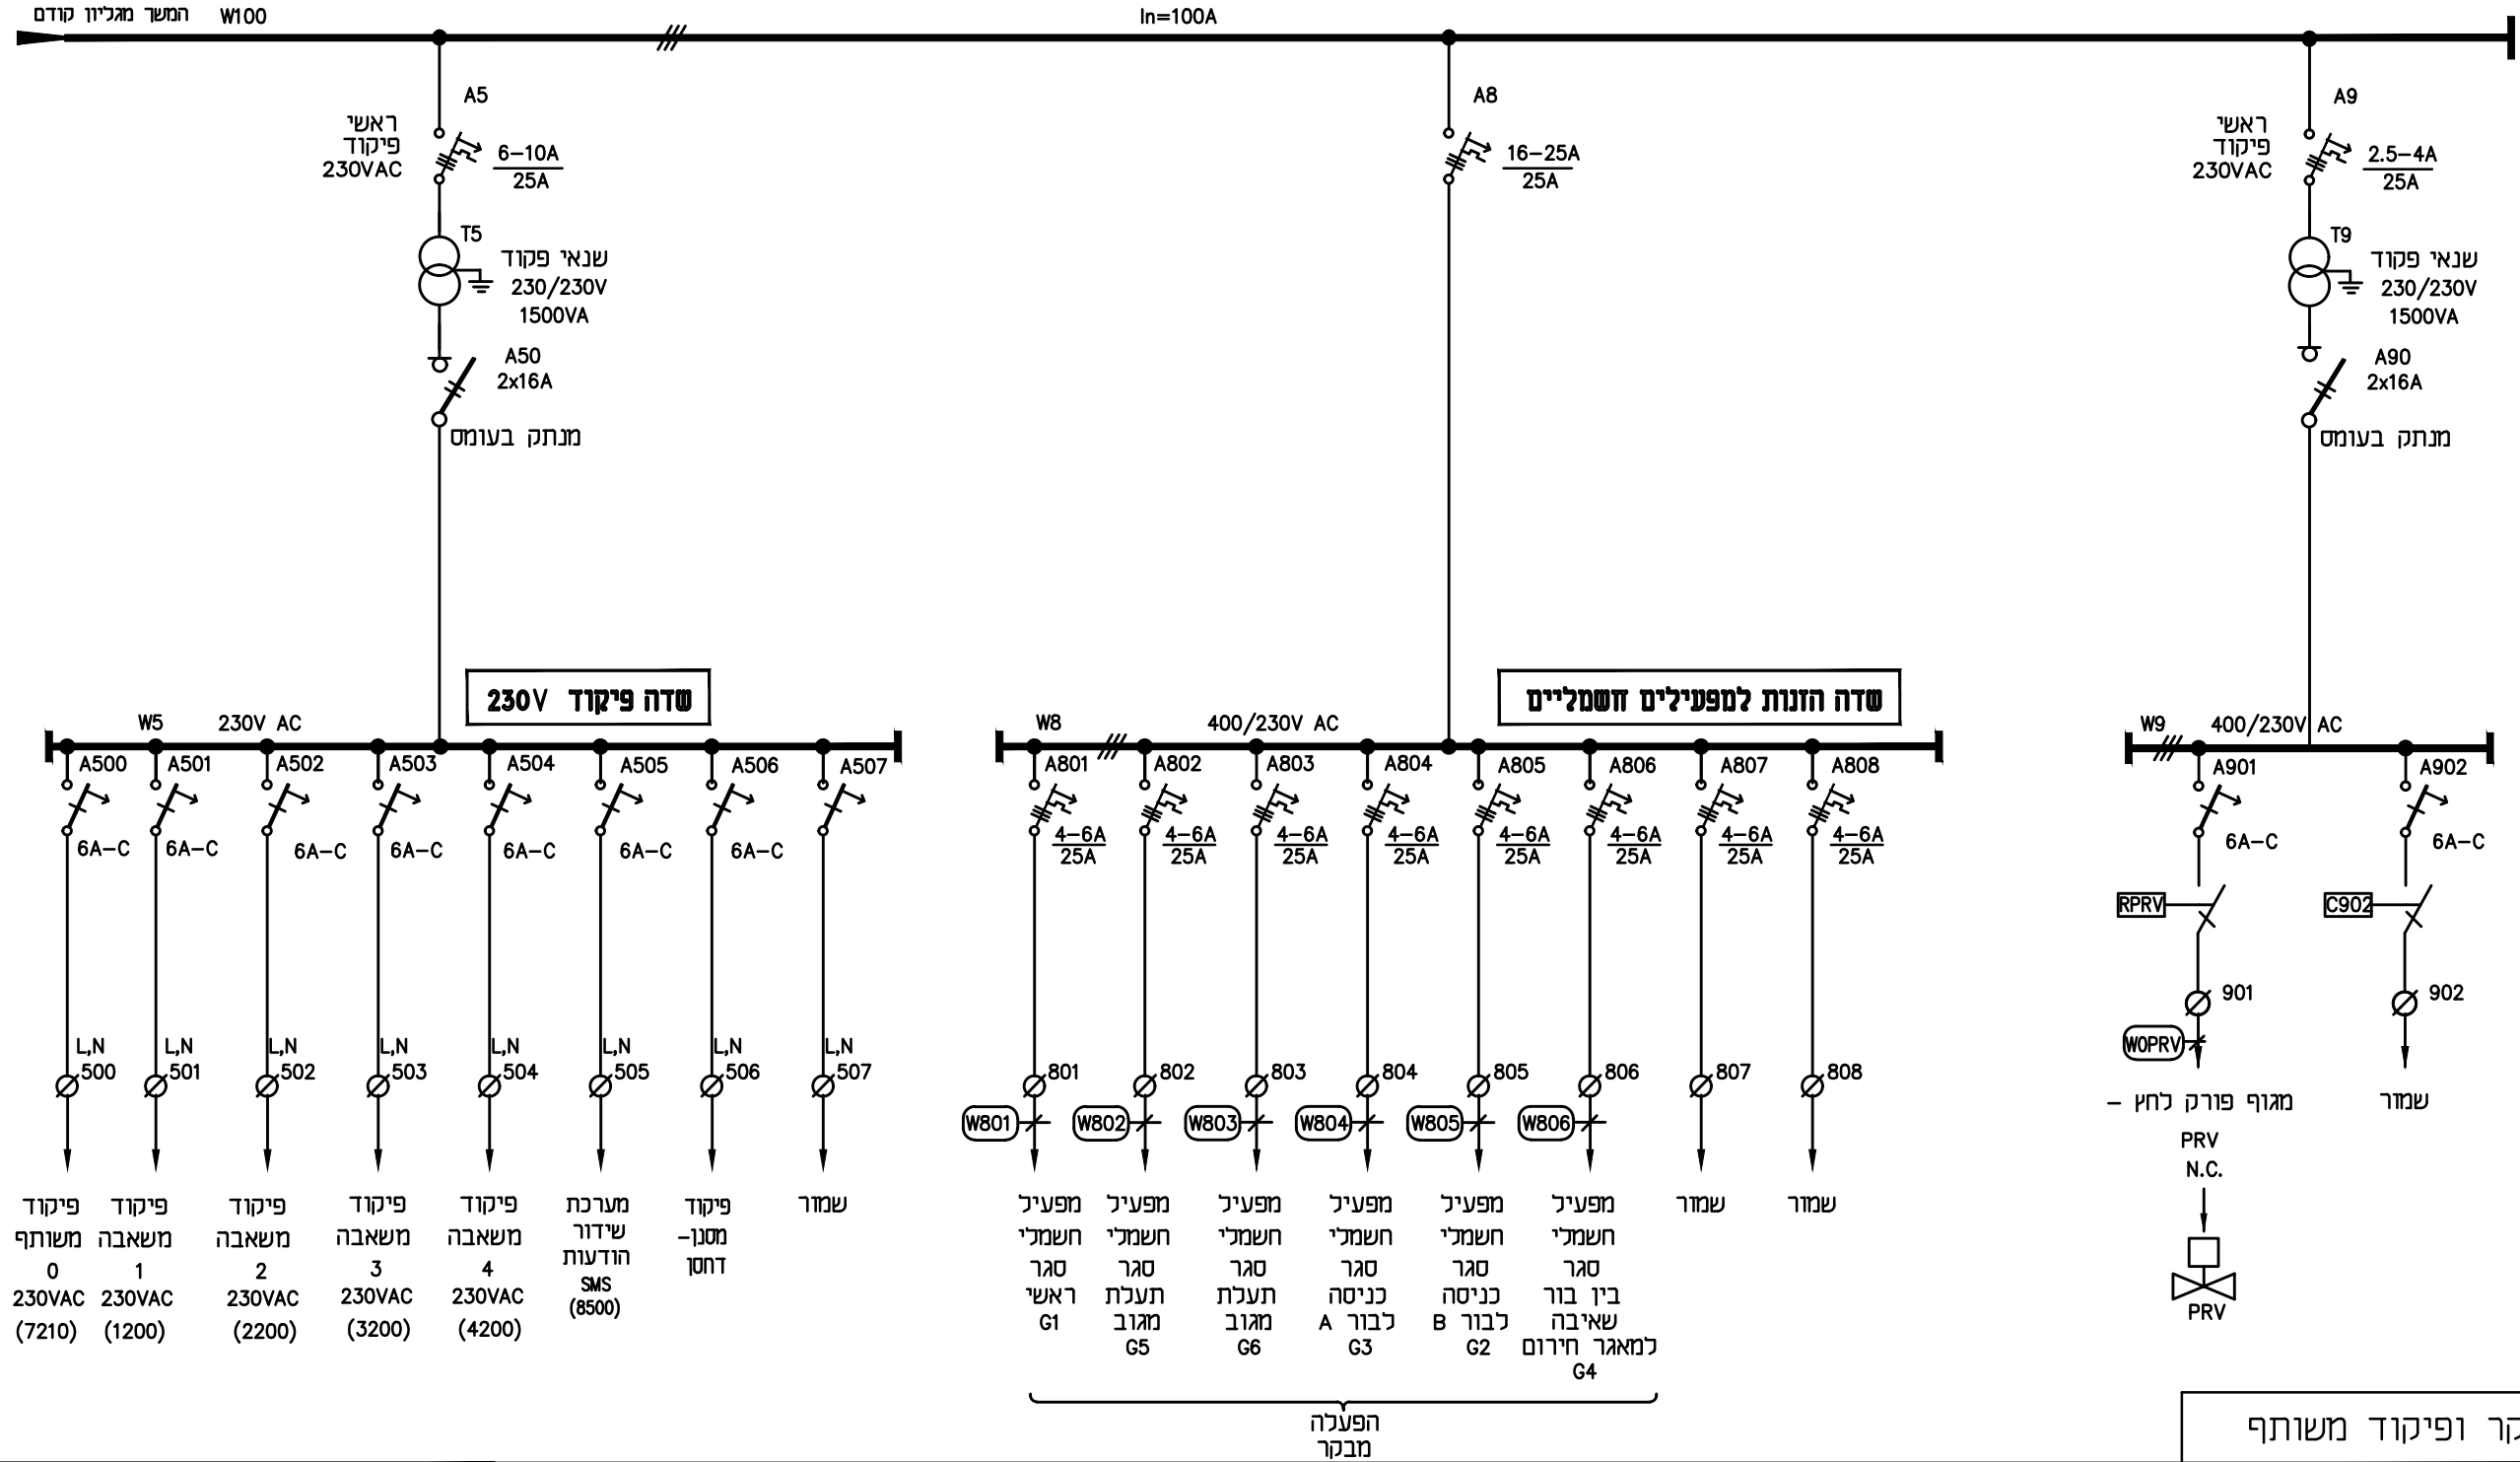 המשך מגליון קודם
W100
In=100A
A5
ראשי
פיקוד
230VAC
6-10A
25A
T5
שנאי פקוד
230/230V
1500VA
A50
2x16A
מנתק בעומס
A8
16-25A
25A
A9
ראשי
פיקוד
230VAC
2.5-4A
25A
T9
שנאי פקוד
230/230V
1500VA
A90
2x16A
מנתק בעומס
שדה פיקוד 230V
W5
230V AC
A500
A501
A502
A503
A504
A505
A506
A507
6A-C
6A-C
6A-C
6A-C
6A-C
6A-C
6A-C
L,N
L,N
L,N
L,N
L,N
L,N
L,N
L,N
500
501
502
503
504
505
506
507
פיקוד
משותף
0
230VAC
(7210)
פיקוד
משאבה
1
230VAC
(1200)
פיקוד
משאבה
2
230VAC
(2200)
פיקוד
משאבה
3
230VAC
(3200)
פיקוד
משאבה
4
230VAC
(4200)
מערכת
שידור
הודעות
SMS
(8500)
פיקוד
מסנן-
דחסן
שמור
שדה הזנות למפעילים חשמליים
W8
400/230V AC
A801
A802
A803
A804
A805
A806
A807
A808
4-6A
25A
4-6A
25A
4-6A
25A
4-6A
25A
4-6A
25A
4-6A
25A
4-6A
25A
4-6A
25A
801
802
803
804
805
806
807
808
W801
W802
W803
W804
W805
W806
מפעיל
חשמלי
סגר
ראשי
G1
מפעיל
חשמלי
סגר
תעלת
מגוב
G5
מפעיל
חשמלי
סגר
תעלת
מגוב
G6
מפעיל
חשמלי
סגר
כניסה
לבור A
G3
מפעיל
חשמלי
סגר
כניסה
לבור B
G2
מפעיל
חשמלי
סגר
בין בור
שאיבה
למאגר חירום
G4
שמור
שמור
הפעלה
מבקר
W9
400/230V AC
A901
A902
6A-C
6A-C
RPRV
C902
901
902
WOPRV
מגוף פורק לחץ -
PRV
N.C.
PRV
שמור
קר ופיקוד משותף